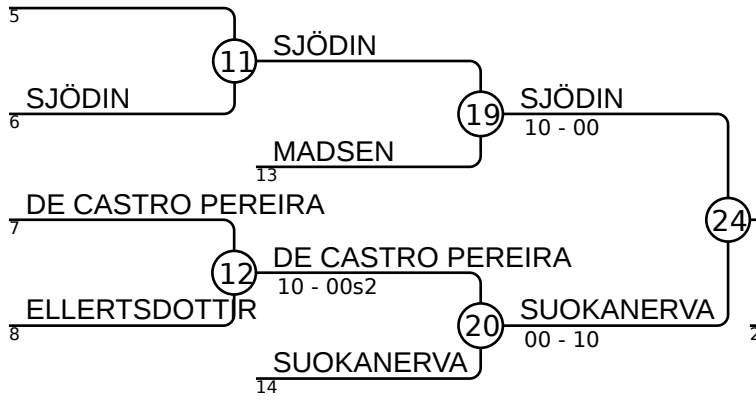 5
11
SJÖDIN
SJÖDIN
6
19
SJÖDIN
10 - 00
MADSEN
13
DE CASTRO PEREIRA
7
24
12
DE CASTRO PEREIRA
10 - 00s2
ELLERTSDOTTIR
8
20
SUOKANERVA
00 - 10
SUOKANERVA
14